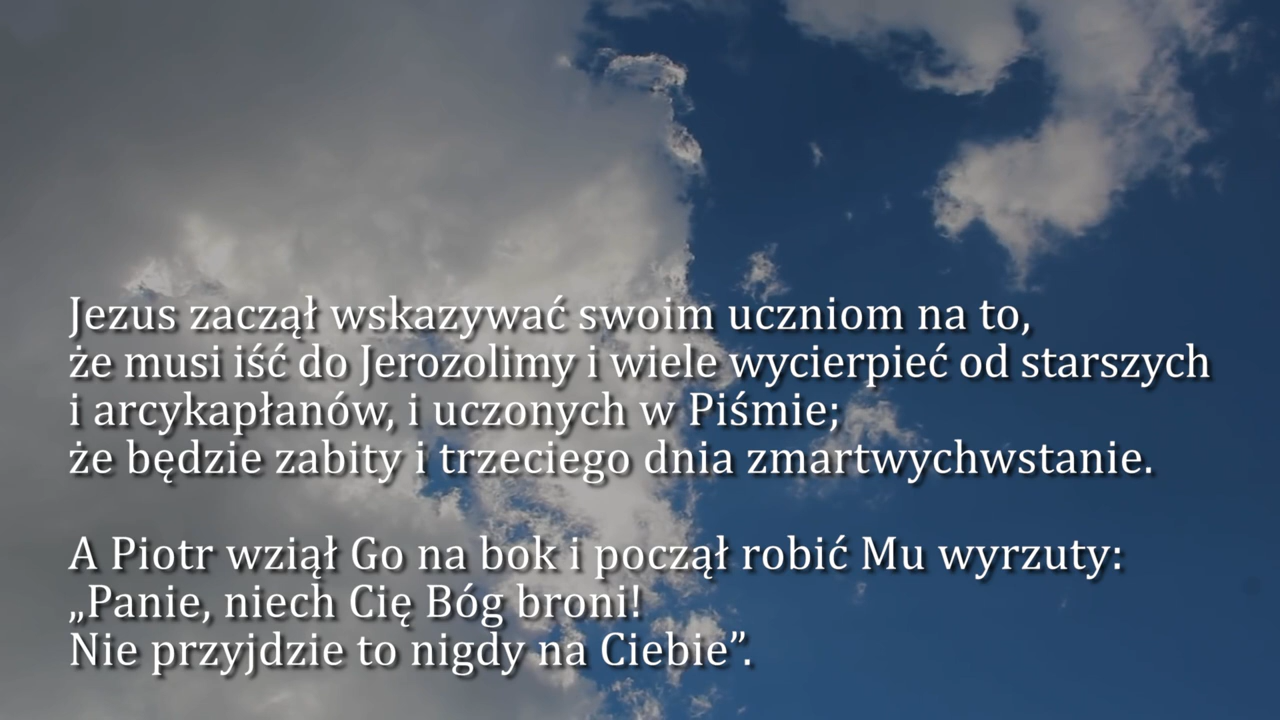 Jezus zaczął wskazywać swoim uczniom na to,
że musi iść do Jerozolimy i wiele wycierpieć od starszych
i arcykapłanów, i uczonych w Piśmie;
że będzie zabity i trzeciego dnia zmartwychwstanie.
A Piotr wziął Go na bok i począł robić Mu wyrzuty:
„Panie, niech Cię Bóg broni!
Nie przyjdzie to nigdy na Ciebie”.